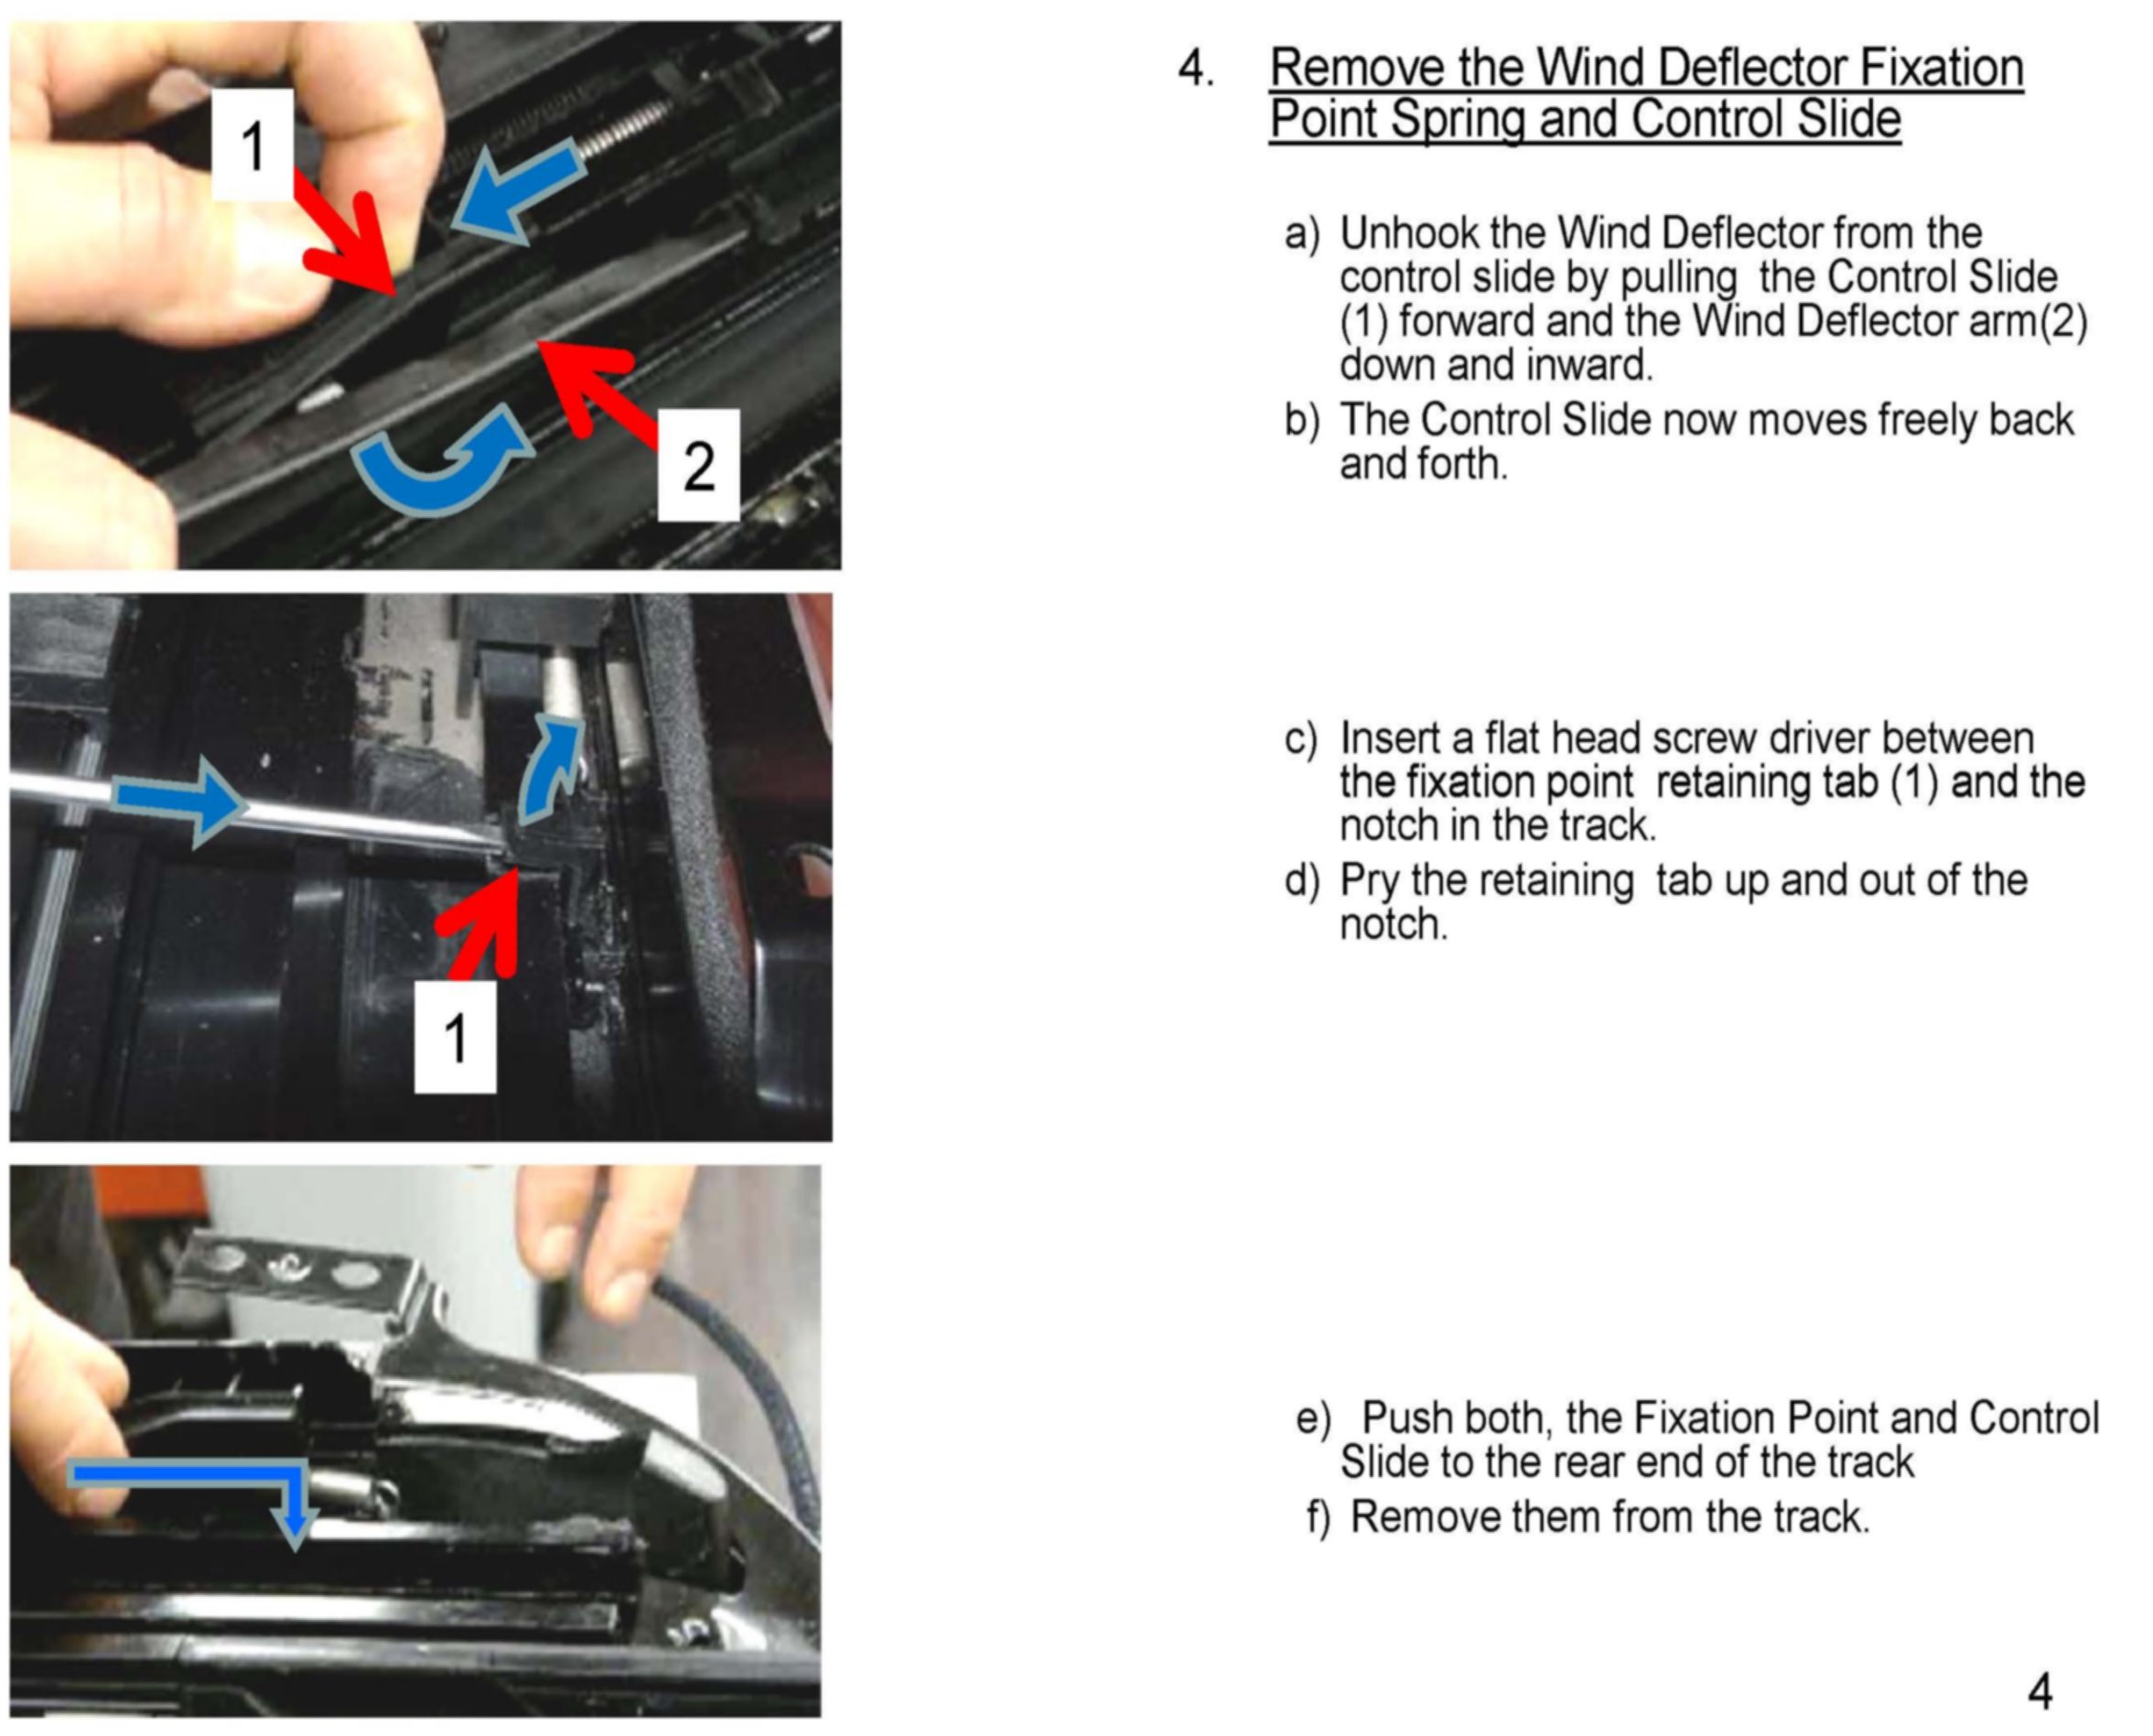 1
2
1
4. Remove the Wind Deflector Fixation
Point Spring and Control Slide
a) Unhook the Wind Deflector from the
control slide by pulling the Control Slide
(1) forward and the Wind Deflector arm(2)
down and inward.
b) The Control Slide now moves freely back
and forth.
c) Insert a flat head screw driver between
the fixation point retaining tab (1) and the
notch in the track.
d) Pry the retaining tab up and out of the
notch.
e) Push both, the Fixation Point and Control
Slide to the rear end of the track
f) Remove them from the track.
4